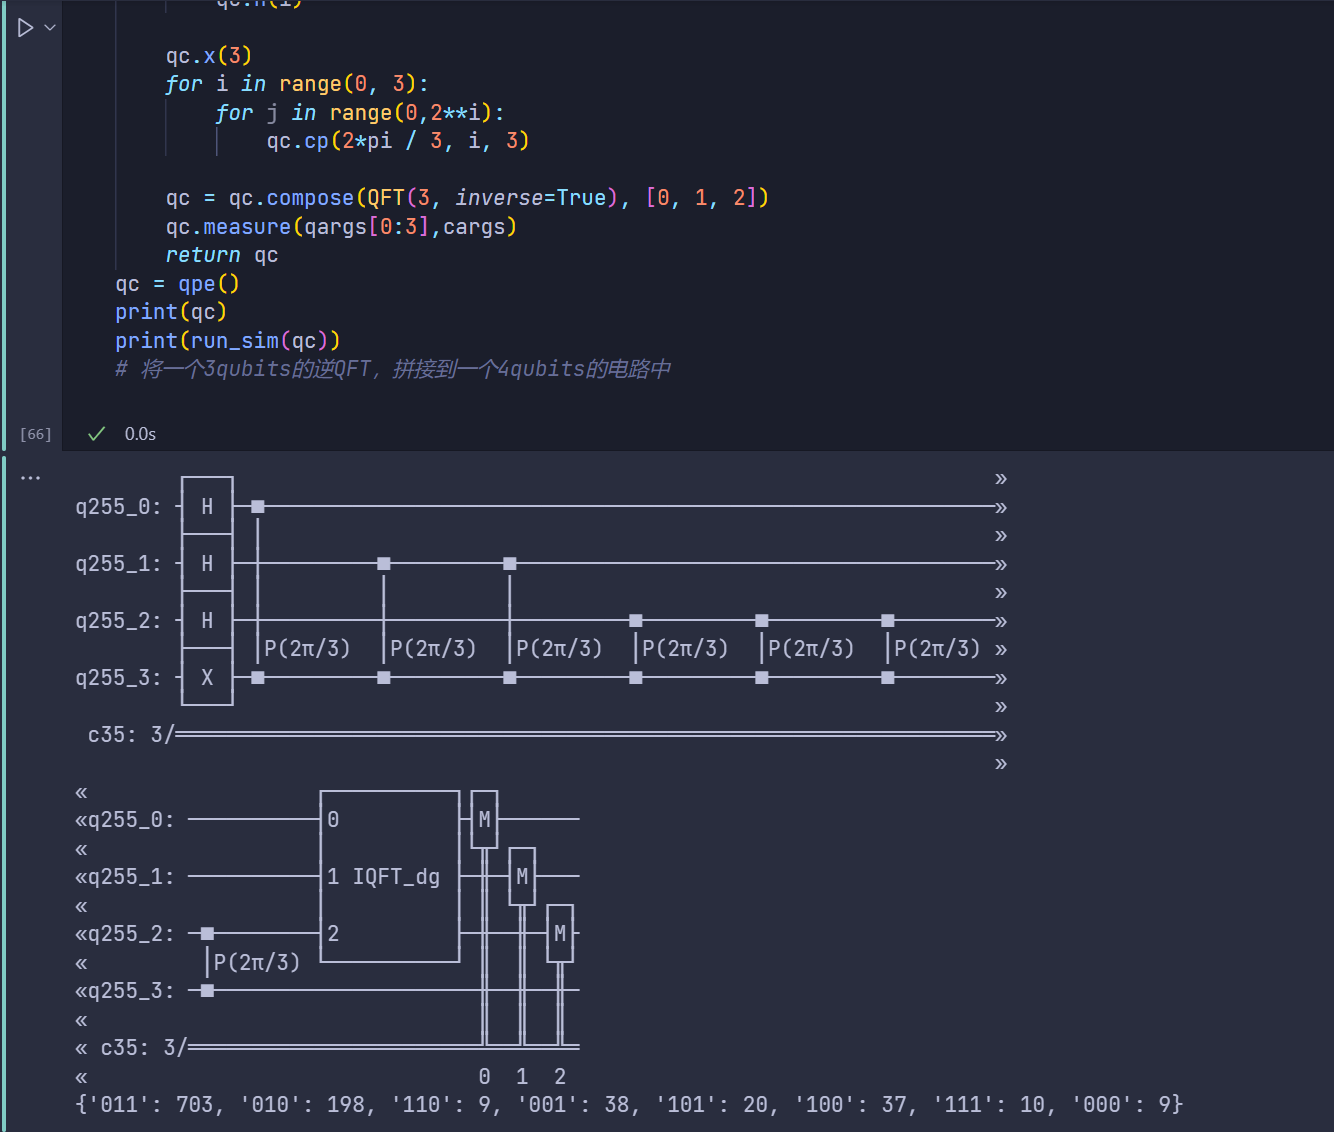 qc.h(i)
qc.x(3)
for i in range(0, 3):
for j in range(0,2**i):
qc.cp(2*pi / 3, i, 3)
qc = qc.compose(QFT(3, inverse=True), [0, 1, 2])
qc.measure(qargs[0:3],cargs)
return qc
qc = qpe()
print(qc)
print(run_sim(qc))
# 将一个3qubits的逆QFT，拼接到一个4qubits的电路中
[66] 0.0s
»
q255_0: H »
»
q255_1: H »
»
q255_2: H »
P(2π/3) P(2π/3) P(2π/3) P(2π/3) P(2π/3) P(2π/3) »
q255_3: X »
»
c35: 3/ »
»
«
«q255_0: 0 M
«
«q255_1: 1 IQFT_dg M
«
«q255_2: 2 M
« P(2π/3)
«q255_3:
«
« c35: 3/
« 0 1 2
{'011': 703, '010': 198, '110': 9, '001': 38, '101': 20, '100': 37, '111': 10, '000': 9}